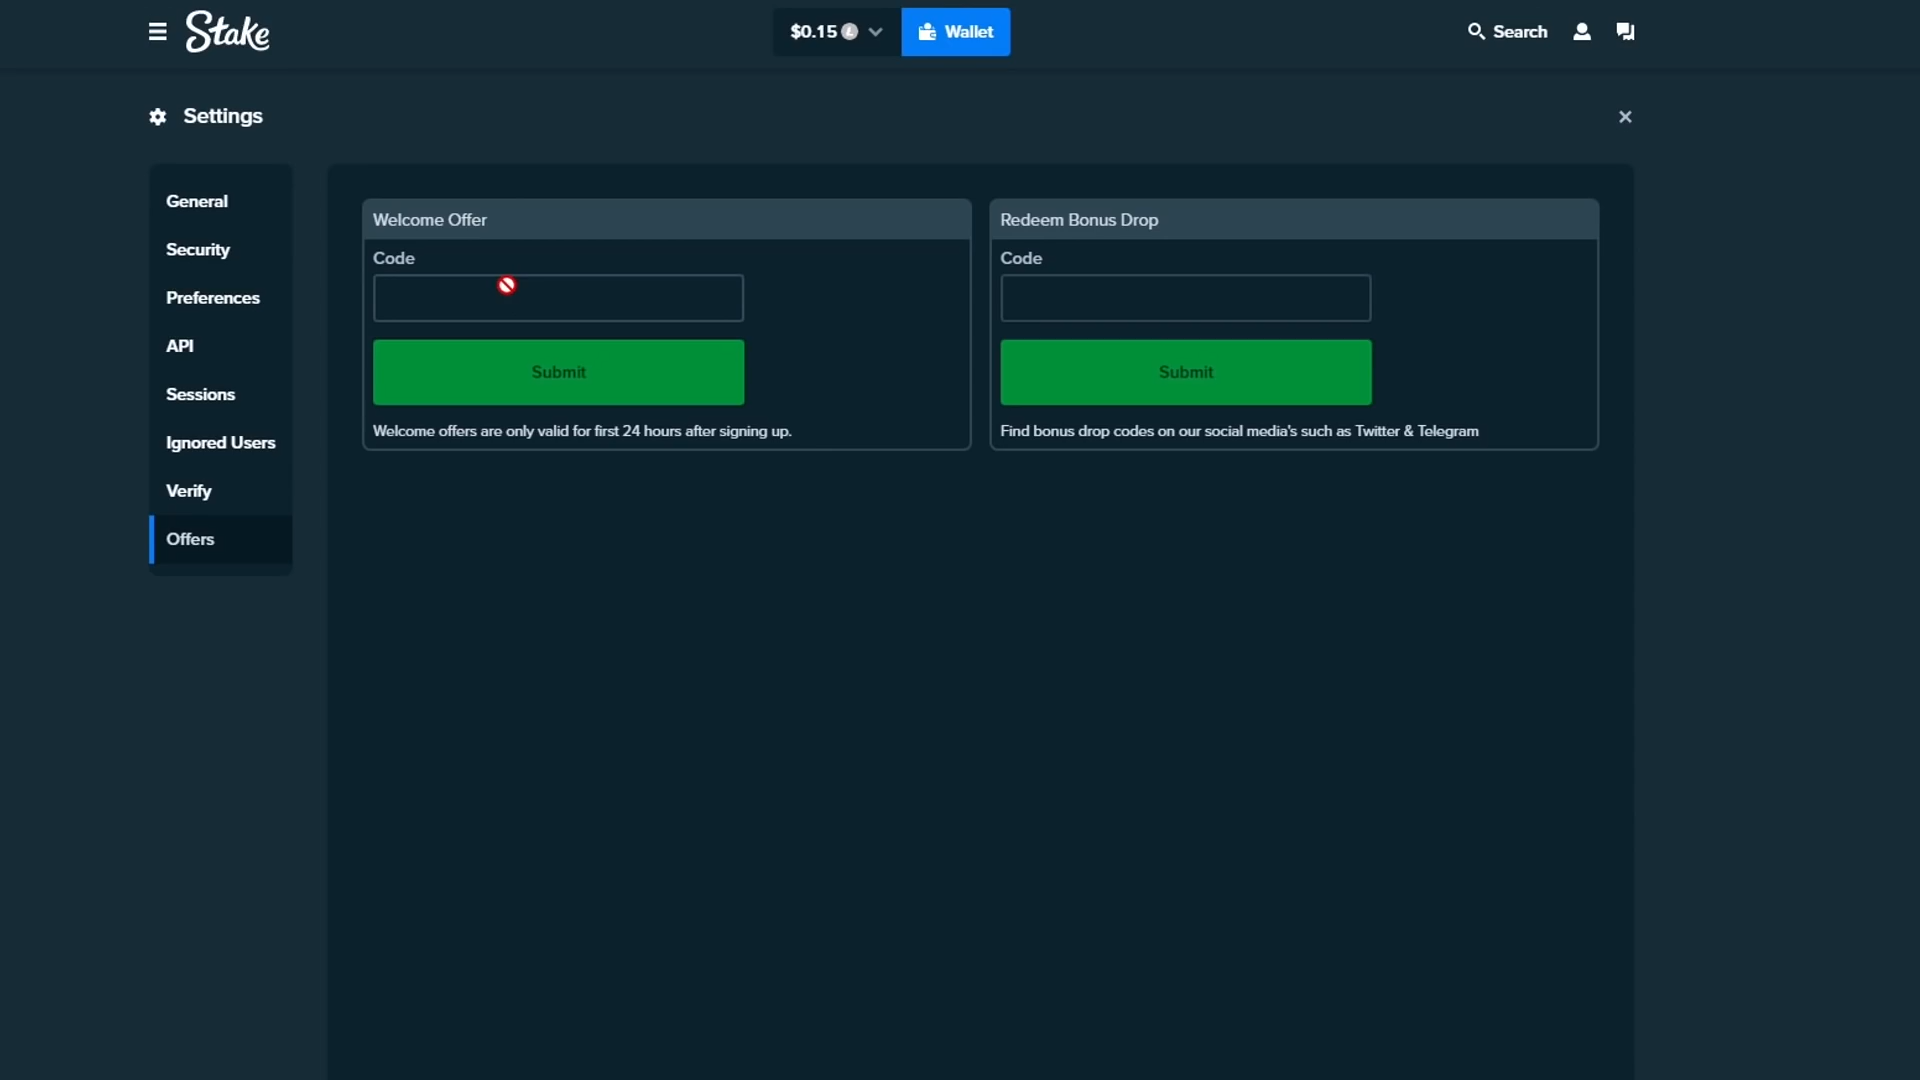 Stake
$0.15
Wallet
Search
Settings
General
Security
Preferences
API
Sessions
Ignored Users
Verify
Offers
Welcome Offer
Code
Submit
Welcome offers are only valid for first 24 hours after signing up.
Redeem Bonus Drop
Code
Submit
Find bonus drop codes on our social media's such as Twitter & Telegram